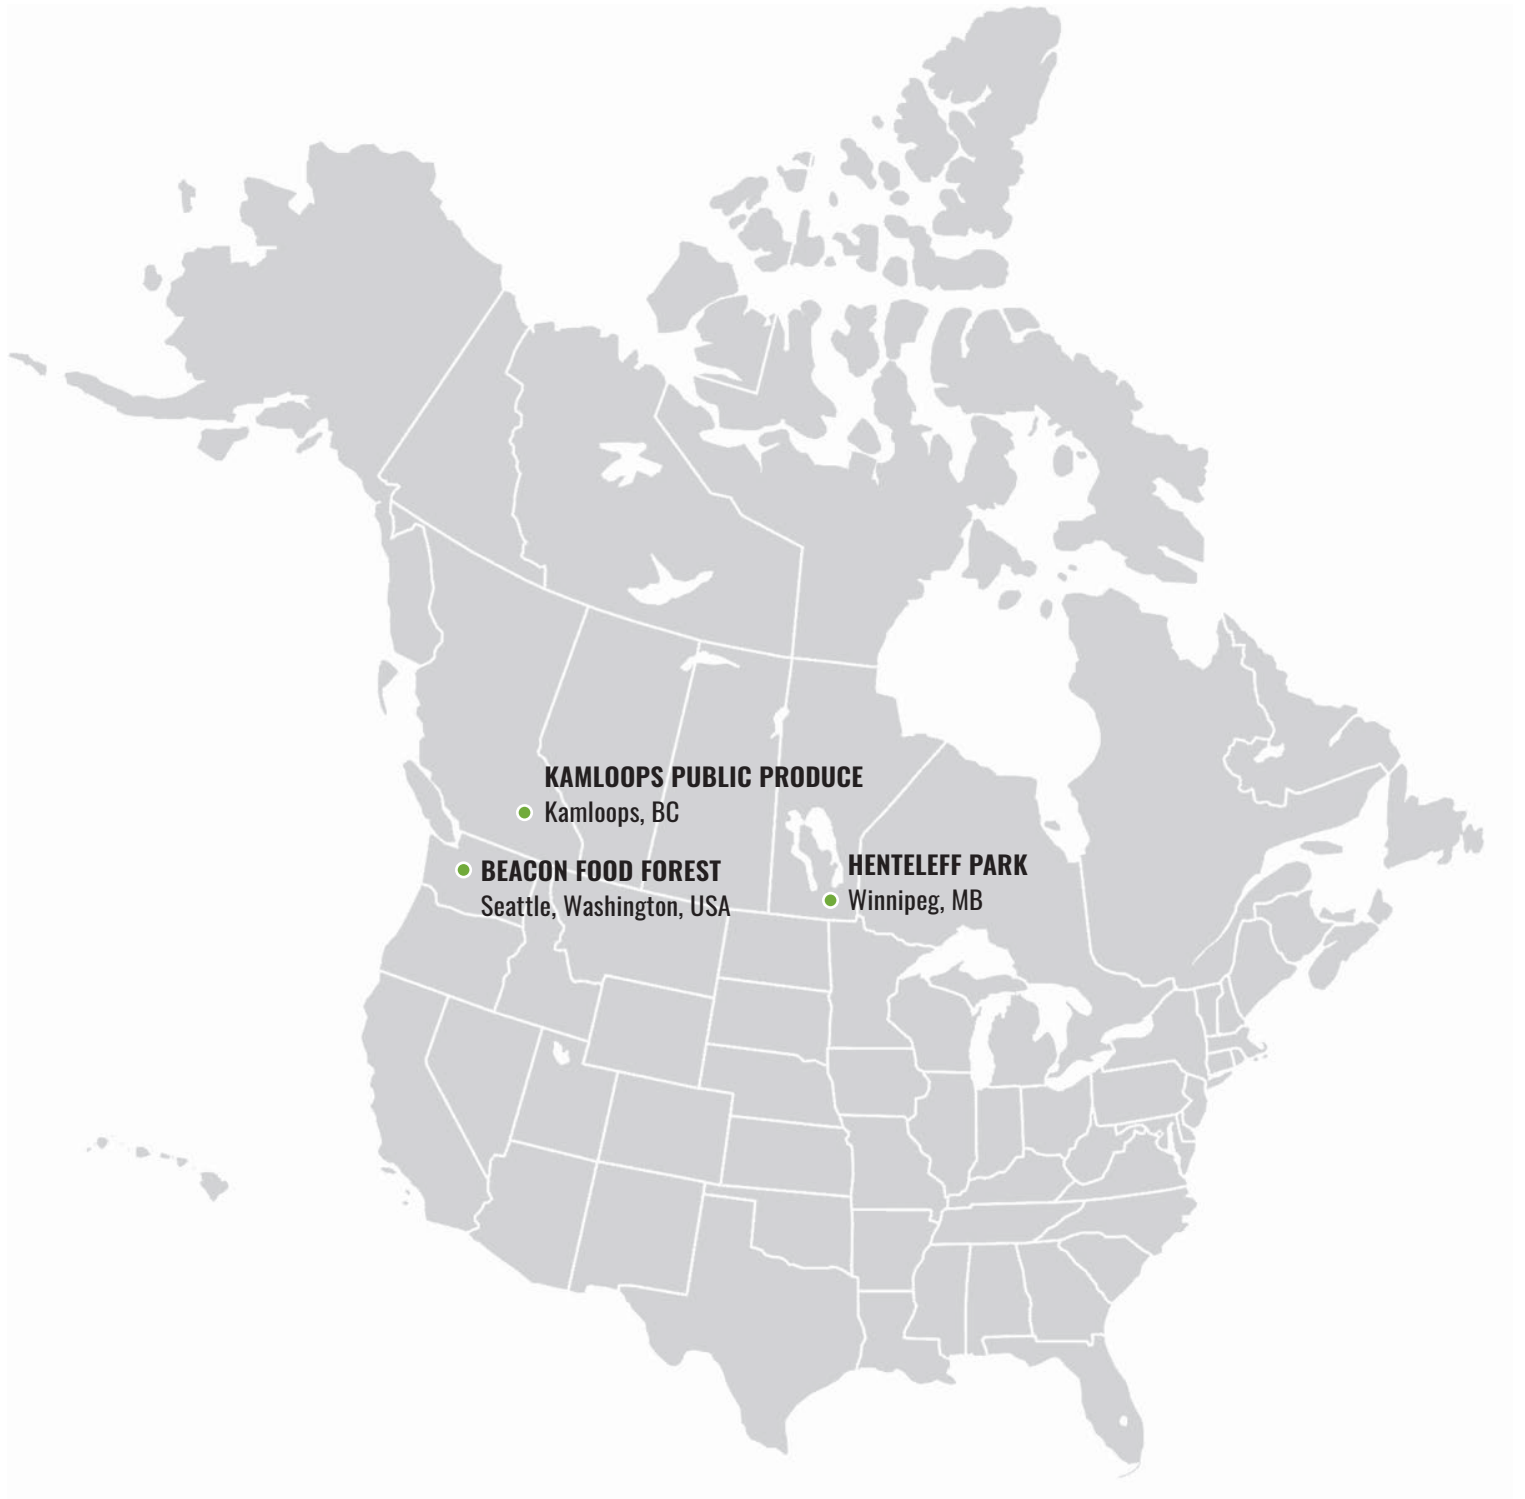 KAMLOOPS PUBLIC PRODUCE
Kamloops, BC
BEACON FOOD FOREST
Seattle, Washington, USA
HENTELEFF PARK
Winnipeg, MB